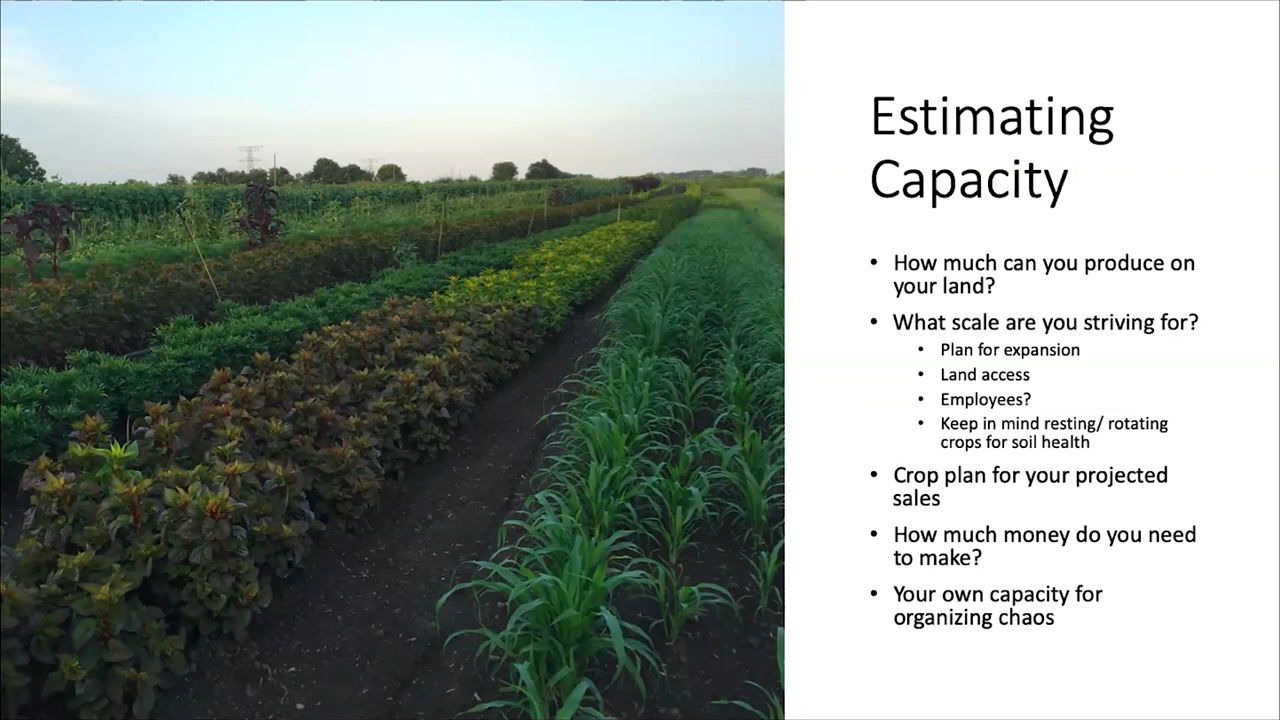 Estimating
Capacity
• How much can you produce on
your land?
• What scale are you striving for?
• Plan for expansion
• Land access
• Employees?
• Keep in mind resting/ rotating
crops for soil health
• Crop plan for your projected
sales
• How much money do you need
to make?
• Your own capacity for
organizing chaos